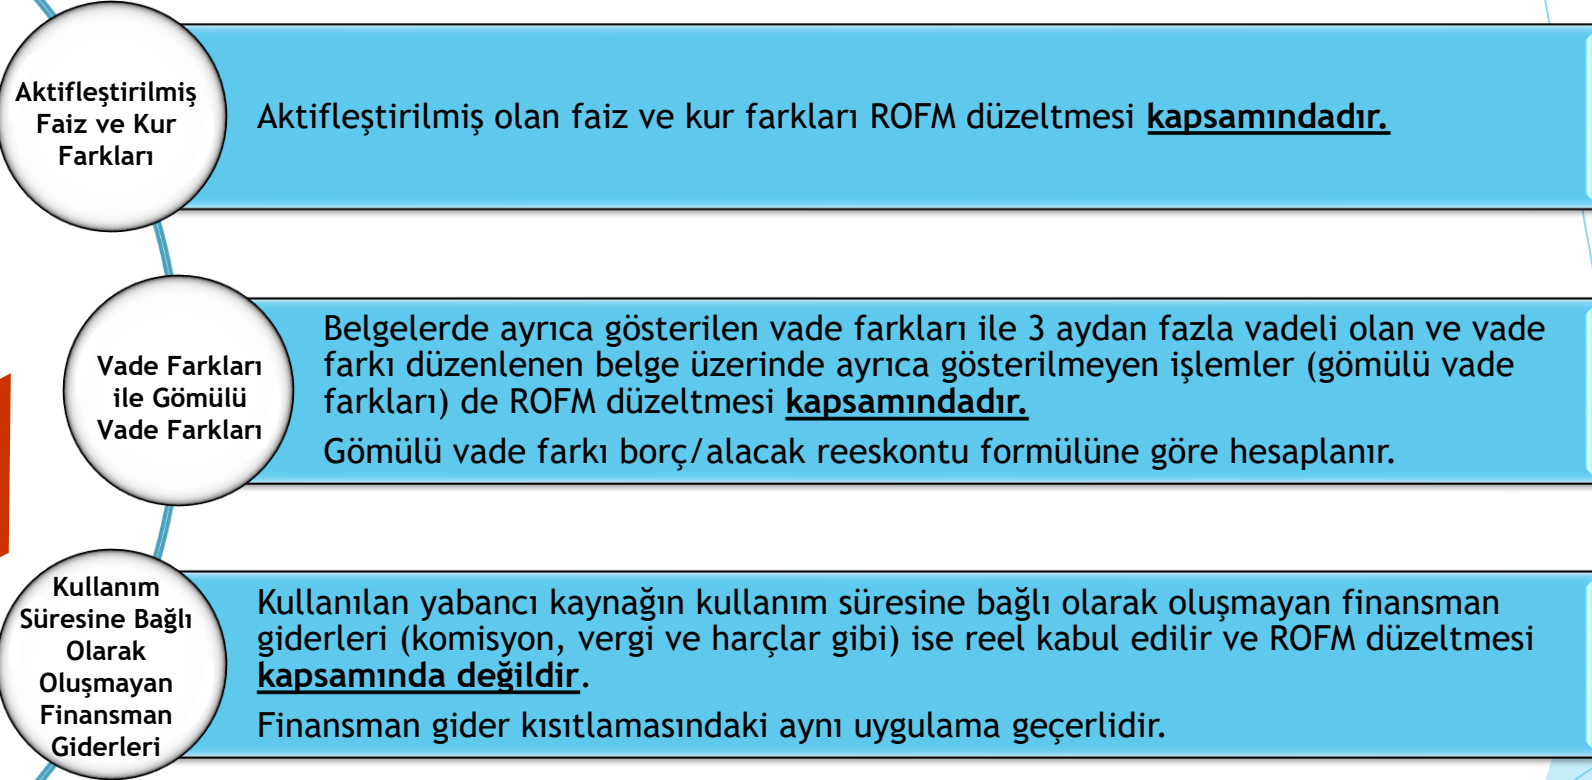 Aktifleştirilmiş
Faiz ve Kur
Farkları
Aktifleştirilmiş olan faiz ve kur farkları ROFM düzeltmesi kapsamındadır.
Vade Farkları
ile Gömülü
Vade Farkları
Belgelerde ayrıca gösterilen vade farkları ile 3 aydan fazla vadeli olan ve vade
farkı düzenlenen belge üzerinde ayrıca gösterilmeyen işlemler (gömülü vade
farkları) de ROFM düzeltmesi kapsamındadır.
Gömülü vade farkı borç/alacak reeskontu formülüne göre hesaplanır.
Kullanım
Süresine Bağlı
Olarak
Oluşmayan
Finansman
Giderleri
Kullanılan yabancı kaynağın kullanım süresine bağlı olarak oluşmayan finansman
giderleri (komisyon, vergi ve harçlar gibi) ise reel kabul edilir ve ROFM düzeltmesi
kapsamında değildir.
Finansman gider kısıtlamasındaki aynı uygulama geçerlidir.